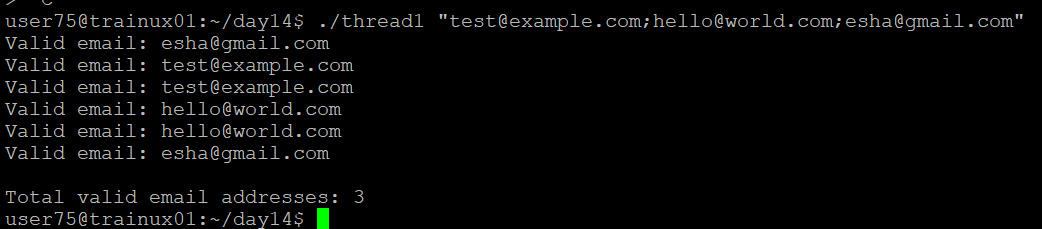 user75@trainux01:~/day14$ ./thread1 "test@example.com;hello@world.com;esha@gmail.com"
Valid email: esha@gmail.com
Valid email: test@example.com
Valid email: test@example.com
Valid email: hello@world.com
Valid email: hello@world.com
Valid email: esha@gmail.com
Total valid email addresses: 3
user75@trainux01:~/day14$